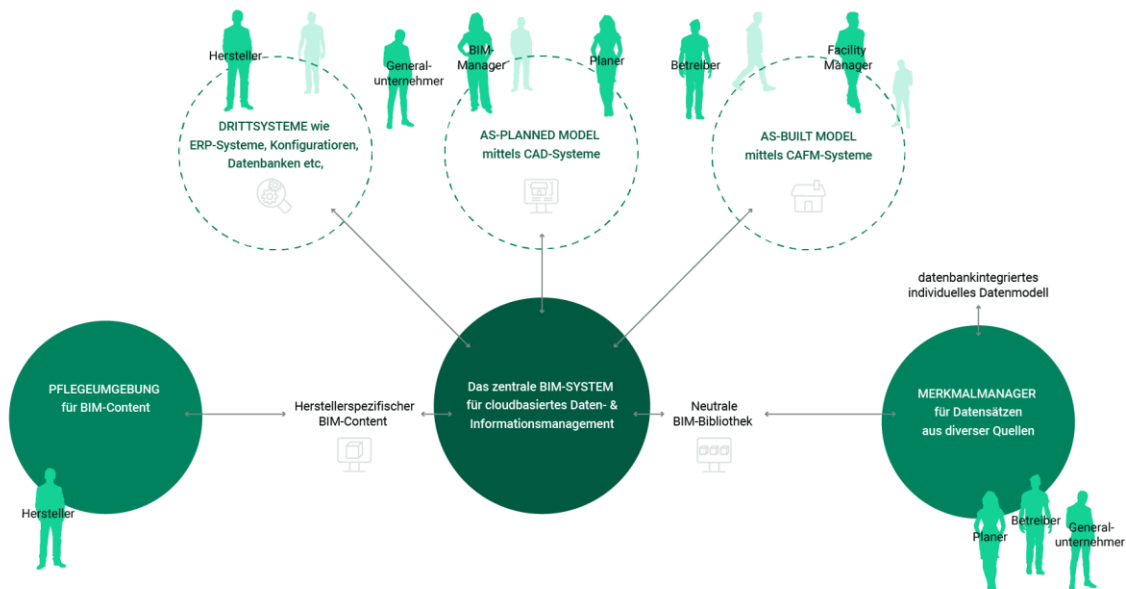 Hersteller
General-
unternehmer
BIM-
Manager
Planer
Betreiber
Facility
Manager
DRITTSYSTEME wie
ERP-Systeme, Konfiguratioren,
Datenbanken etc,
AS-PLANNED MODEL
mittels CAD-Systeme
AS-BUILT MODEL
mittels CAFM-Systeme
datenbankintegriertes
individuelles Datenmodell
PFLEGEUMGEBUNG
für BIM-Content
Herstellerspezifischer
BIM-Content
Das zentrale BIM-SYSTEM
für cloudbasiertes Daten- &
Informationsmanagement
Neutrale
BIM-Bibliothek
MERKMALMANAGER
für Datensätzen
aus diverser Quellen
Hersteller
Planer
Betreiber
General-
unternehmer